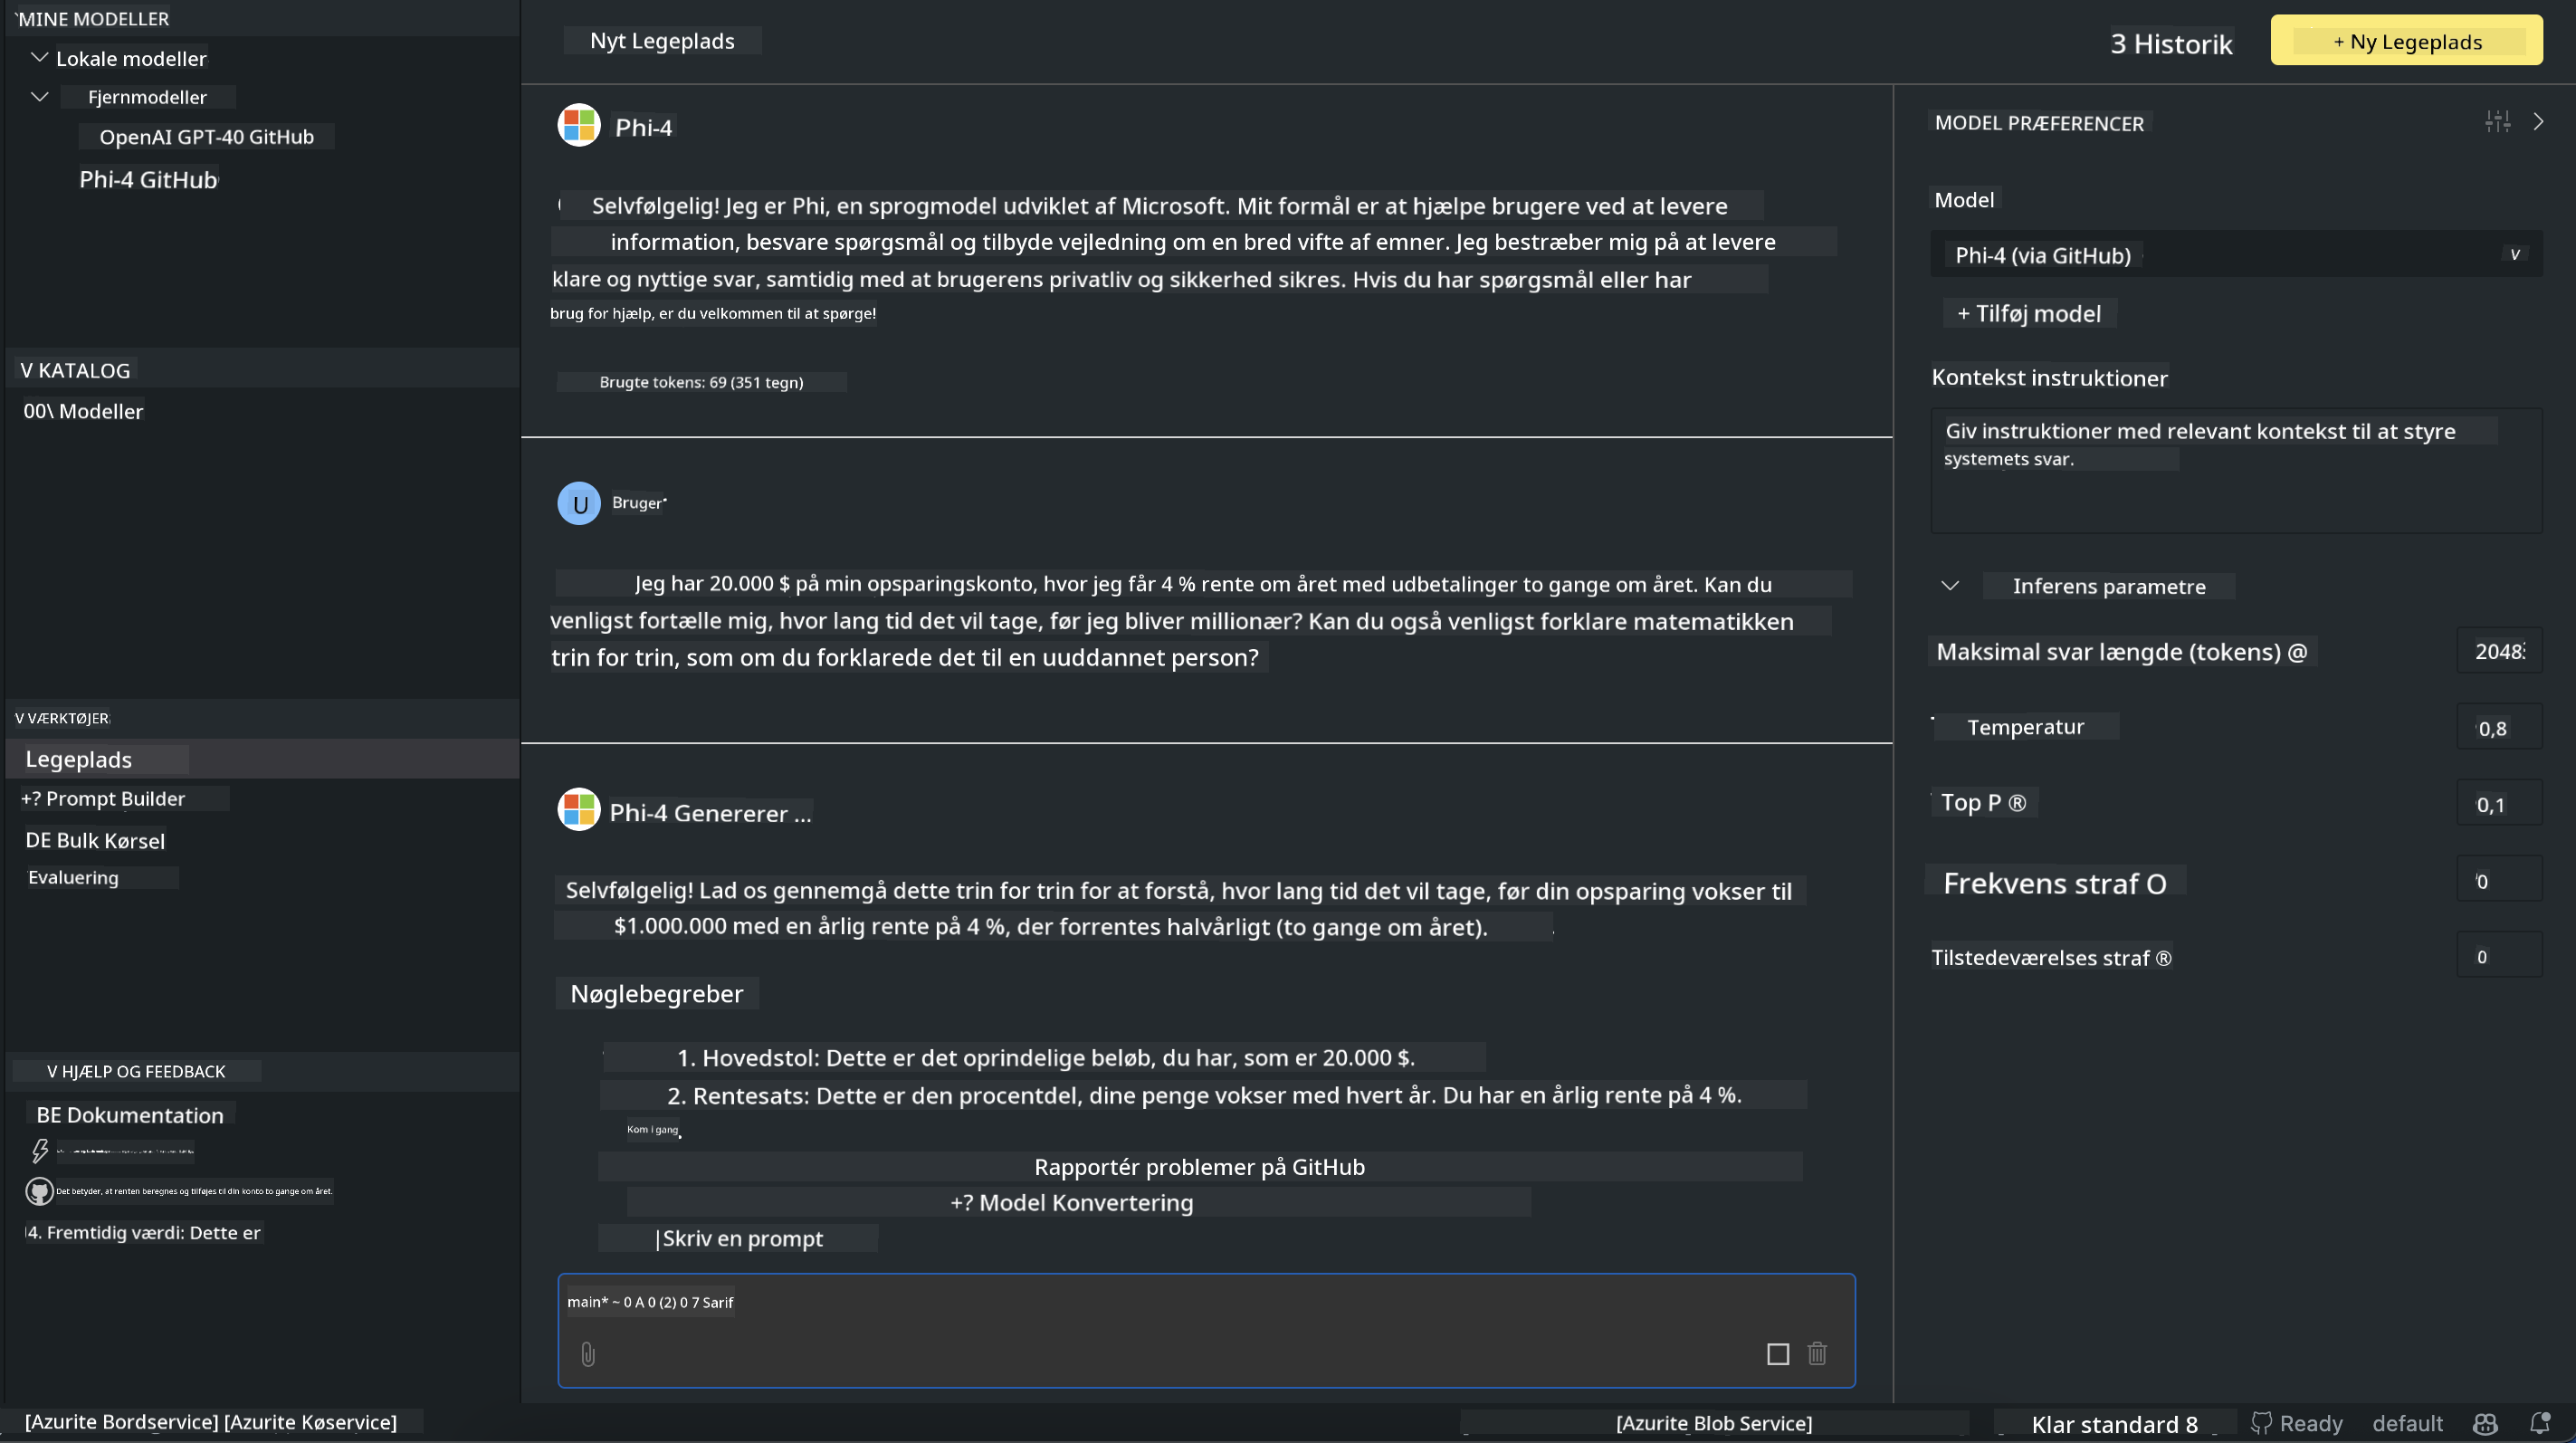 MINE MODELLER
Lokale modeller
Fjernmodeller
OpenAI GPT-40 GitHub
Phi-4 GitHub
V KATALOG
00\ Modeller
V VÆRKTØJER
Legeplads
+? Prompt Builder
DE Bulk Kørsel
Evaluering
V HJÆLP OG FEEDBACK
BE Dokumentation
Det betyder, at renten beregnes og tilføjes til din konto to gange om året.
4. Fremtidig værdi: Dette er
Nyt Legeplads
3 Historik
+ Ny Legeplads
Phi-4
Selvfølgelig! Jeg er Phi, en sprogmodel udviklet af Microsoft. Mit formål er at hjælpe brugere ved at levere
information, besvare spørgsmål og tilbyde vejledning om en bred vifte af emner. Jeg bestræber mig på at levere
klare og nyttige svar, samtidig med at brugerens privatliv og sikkerhed sikres. Hvis du har spørgsmål eller har
brug for hjælp, er du velkommen til at spørge!
Brugte tokens: 69 (351 tegn)
U
Bruger
Jeg har 20.000 $ på min opsparingskonto, hvor jeg får 4 % rente om året med udbetalinger to gange om året. Kan du
venligst fortælle mig, hvor lang tid det vil tage, før jeg bliver millionær? Kan du også venligst forklare matematikken
trin for trin, som om du forklarede det til en uuddannet person?
Phi-4 Genererer ...
Selvfølgelig! Lad os gennemgå dette trin for trin for at forstå, hvor lang tid det vil tage, før din opsparing vokser til
$1.000.000 med en årlig rente på 4 %, der forrentes halvårligt (to gange om året).
Nøglebegreber
1. Hovedstol: Dette er det oprindelige beløb, du har, som er 20.000 $.
2. Rentesats: Dette er den procentdel, dine penge vokser med hvert år. Du har en årlig rente på 4 %.
Kom i gang
Rapportér problemer på GitHub
+? Model Konvertering
|Skriv en prompt
main* ~ 0 A 0 (2) 0 7 Sarif
MODEL PRÆFERENCER
Model
Phi-4 (via GitHub)
v
+ Tilføj model
Kontekst instruktioner
Giv instruktioner med relevant kontekst til at styre
systemets svar.
Inferens parametre
Maksimal svar længde (tokens) @
2048
Temperatur
0,8
Top P ®
0,1
Frekvens straf O
0
Tilstedeværelses straf ®
0
[Azurite Bordservice] [Azurite Køservice]
[Azurite Blob Service]
Klar standard 8
Ready
default